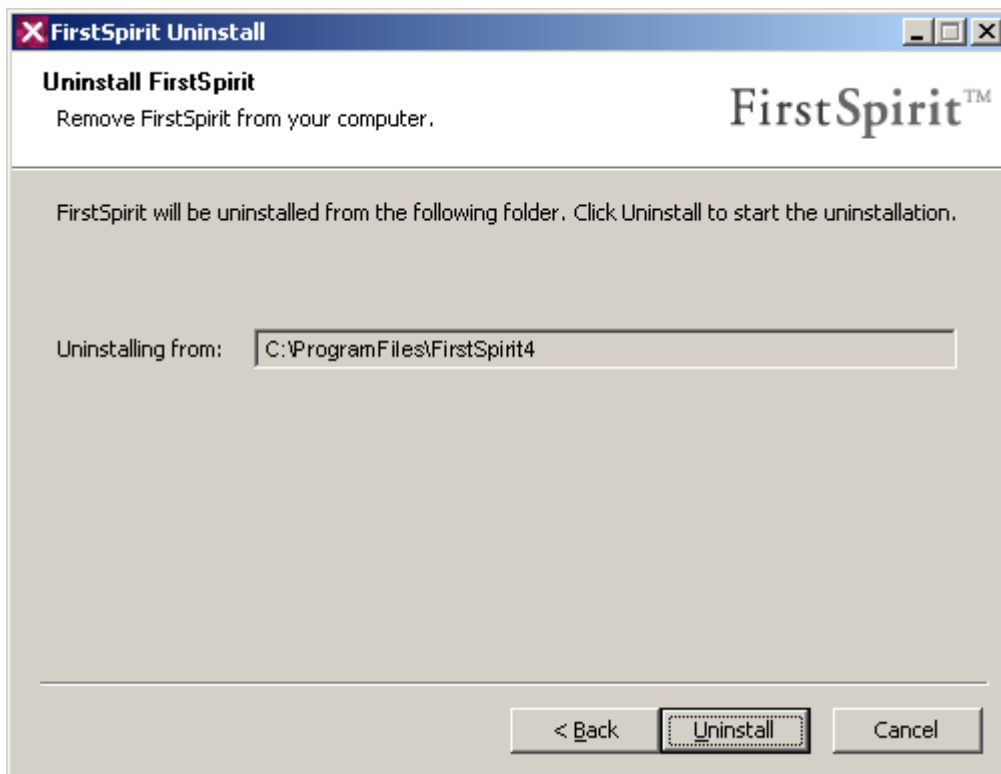 FirstSpirit Uninstall
Uninstall FirstSpirit
Remove FirstSpirit from your computer.
FirstSpirit™
FirstSpirit will be uninstalled from the following folder. Click Uninstall to start the uninstallation.
Uninstalling from: C:\ProgramFiles\FirstSpirit4
< Back Uninstall Cancel